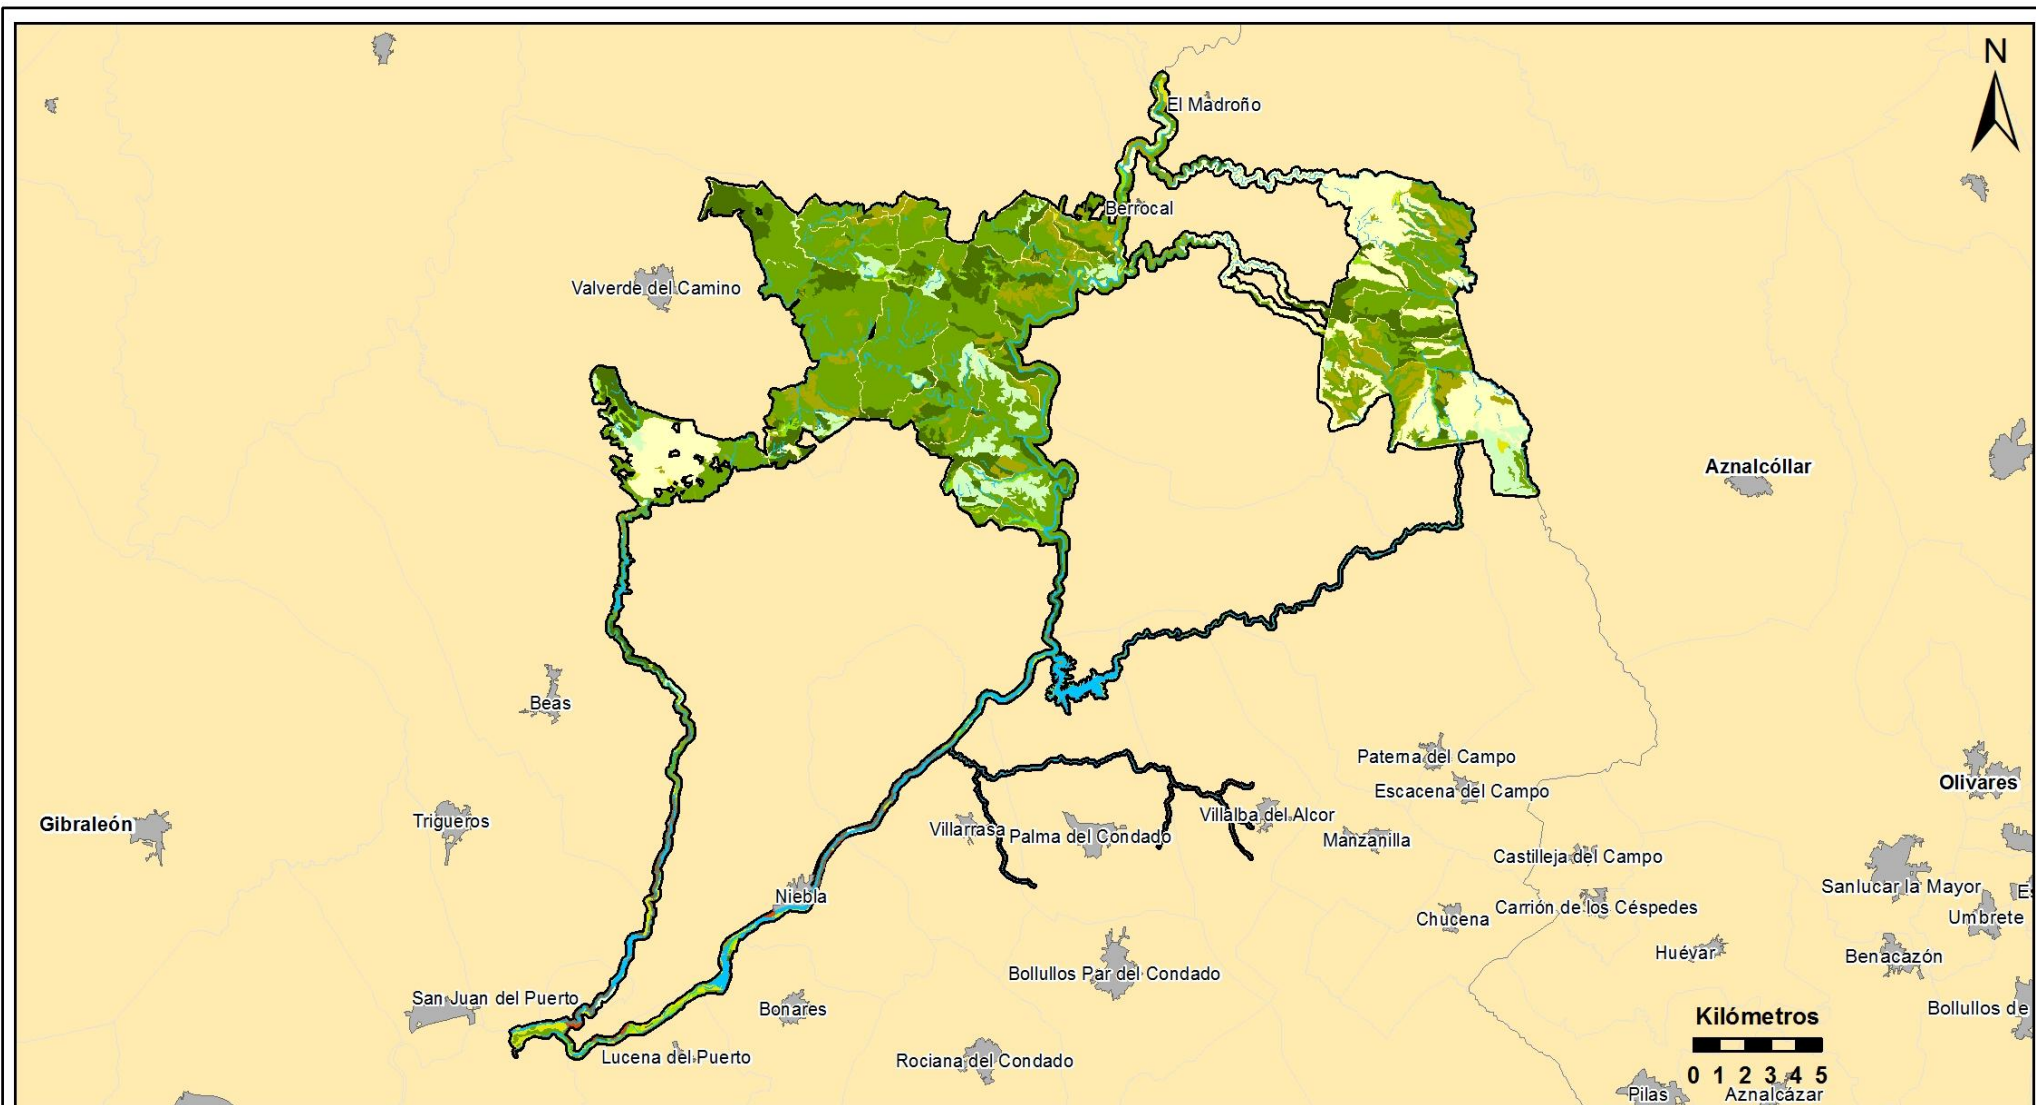 N
El Madroño
Berrocal
Valverde del Camino
Aznalcóllar
Beas
Paterna del Campo
Olivares
Escacena del Campo
Gibraleón
Trigueros
Villarrasa
Palma del Condado
Villalba del Alcor
Manzanilla
Castilleja del Campo
Sanlucar la Mayor
Es
Niebla
Chucena
Carrión de los Céspedes
Umbrete
Huévar
Benacazón
San Juan del Puerto
Bonares
Bollullos Par del Condado
Bollullos de
Kilómetros
Lucena del Puerto
Rociana del Condado
0 1 2 3 4 5
Pilas
Aznalcázar